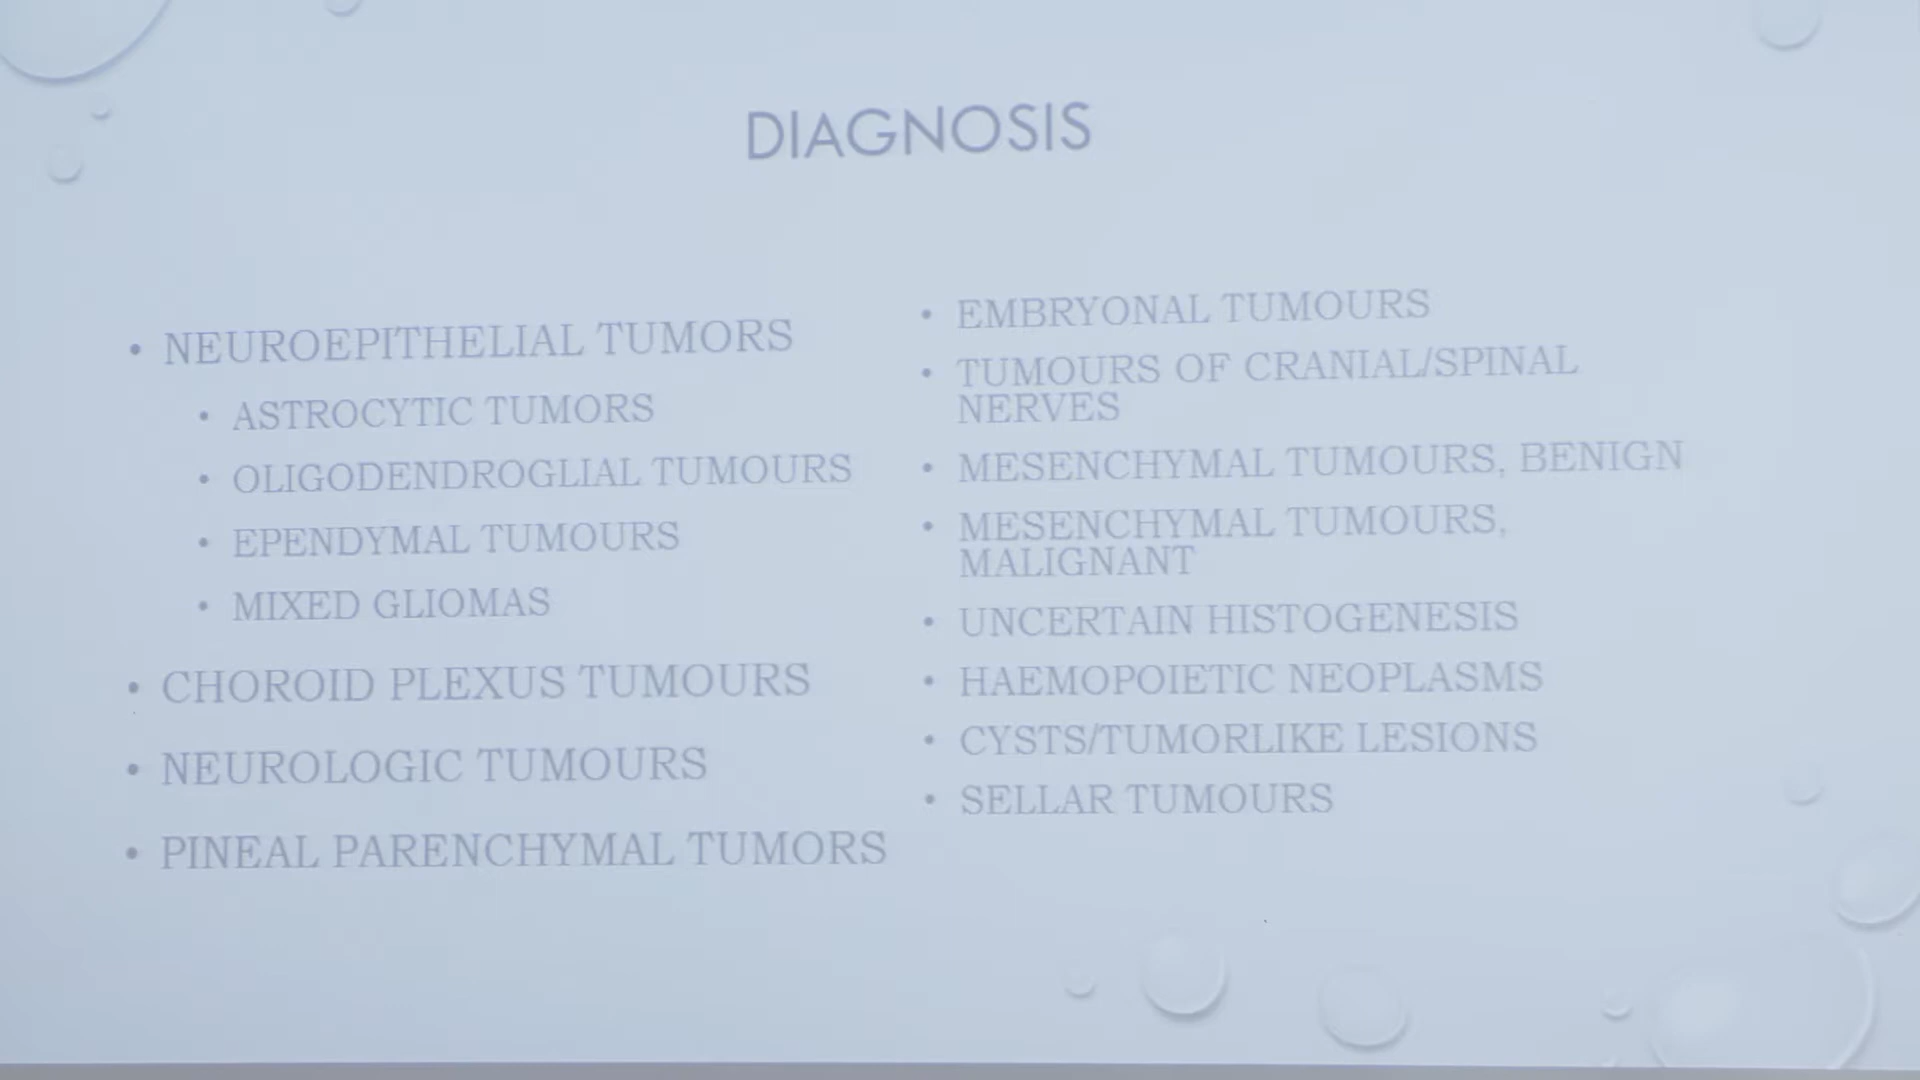 DIAGNOSIS
• NEUROEPITHELIAL TUMORS
• ASTROCYTIC TUMORS
• OLIGODENDROGLIAL TUMOURS
• EPENDYMAL TUMOURS
• MIXED GLIOMAS
• CHOROID PLEXUS TUMOURS
• NEUROLOGIC TUMOURS
• PINEAL PARENCHYMAL TUMORS
• EMBRYONAL TUMOURS
• TUMOURS OF CRANIAL/SPINAL
NERVES
• MESENCHYMAL TUMOURS, BENIGN
• MESENCHYMAL TUMOURS,
MALIGNANT
• UNCERTAIN HISTOGENESIS
• HAEMOPOIETIC NEOPLASMS
• CYSTS/TUMORLIKE LESIONS
• SELLAR TUMOURS